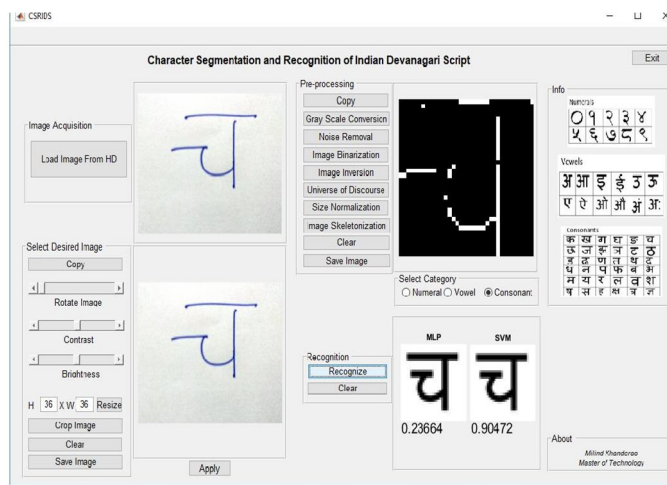 CSRIDS
Character Segmentation and Recognition of Indian Devanagari Script
Exit
Image Acquisition
Load Image From HD
च
Select Desired Image
Copy
Rotate Image
Contrast
Brightness
H 36 X W 36 Resize
Crop Image
Clear
Save Image
च
Apply
Pre-processing
Copy
Gray Scale Conversion
Noise Removal
Image Binarization
Image Inversion
Universe of Discourse
Size Normalization
Image Skeletonization
Clear
Save Image
Select Category
Numeral Vowel Consonant
Recognition
Recognize
Clear
MLP SVM
च च
0.23664 0.90472
Info
Numerals
० १ २ ३ ४
५ ६ ७ ८ ९
Vowels
अ आ इ ई उ ऊ
ए ऐ ओ औ अं अः
Consonants
क ख ग घ ङ च
म य र ल व श
About
Milind Khanderao
Master of Technology